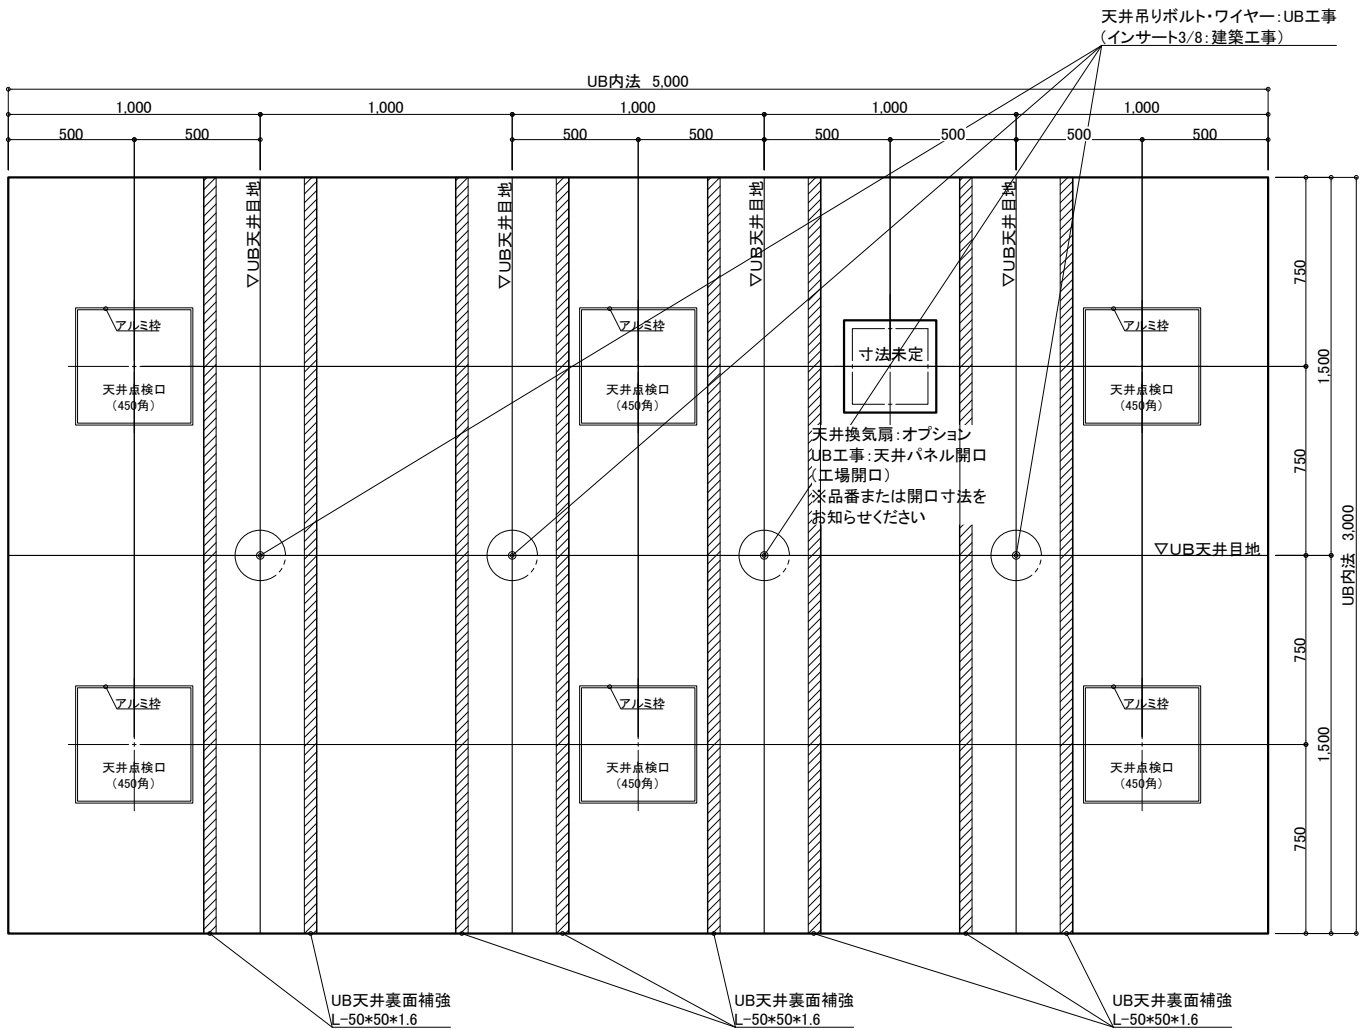 天井吊りボルト・ワイヤー:UB工事
(インサート3/8:建築工事)
UB内法 5,000
1,000
1,000
1,000
1,000
1,000
500
500
500
500
500
500
500
500
▽UB天井目地
▽UB天井目地
▽UB天井目地
▽UB天井目地
750
アルミ枠
アルミ枠
アルミ枠
寸法未定
天井点検口
(450角)
天井点検口
(450角)
天井点検口
(450角)
1,500
天井換気扇:オプション
UB工事:天井パネル開口
(工場開口)
※品番または開口寸法を
お知らせください
750
▽UB天井目地
UB内法 3,000
750
アルミ枠
アルミ枠
アルミ枠
天井点検口
(450角)
天井点検口
(450角)
天井点検口
(450角)
1,500
750
UB天井裏面補強
L-50*50*1.6
UB天井裏面補強
L-50*50*1.6
UB天井裏面補強
L-50*50*1.6